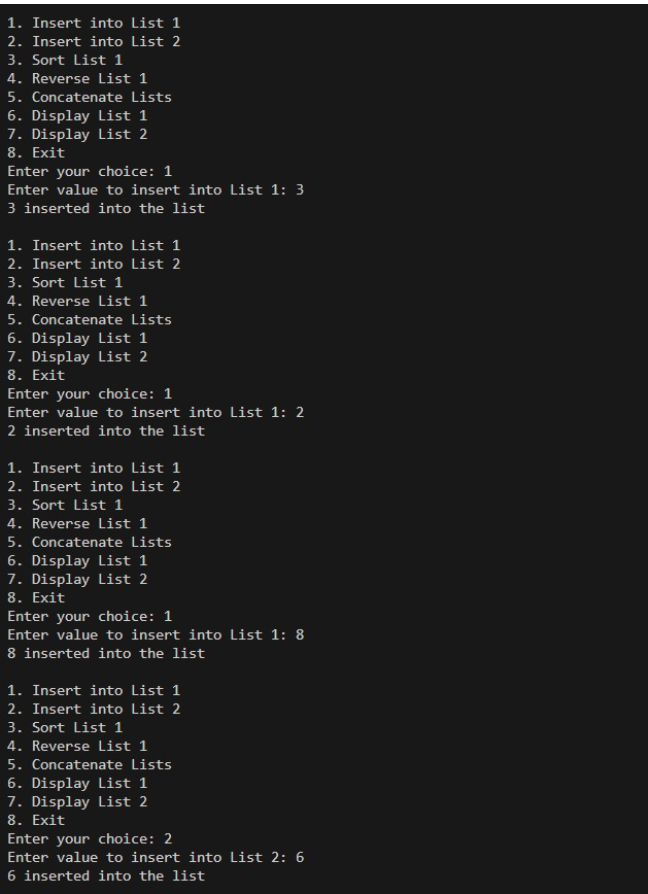 1. Insert into List 1
2. Insert into List 2
3. Sort List 1
4. Reverse List 1
5. Concatenate Lists
6. Display List 1
7. Display List 2
8. Exit
Enter your choice: 1
Enter value to insert into List 1: 3
3 inserted into the list

1. Insert into List 1
2. Insert into List 2
3. Sort List 1
4. Reverse List 1
5. Concatenate Lists
6. Display List 1
7. Display List 2
8. Exit
Enter your choice: 1
Enter value to insert into List 1: 2
2 inserted into the list

1. Insert into List 1
2. Insert into List 2
3. Sort List 1
4. Reverse List 1
5. Concatenate Lists
6. Display List 1
7. Display List 2
8. Exit
Enter your choice: 1
Enter value to insert into List 1: 8
8 inserted into the list

1. Insert into List 1
2. Insert into List 2
3. Sort List 1
4. Reverse List 1
5. Concatenate Lists
6. Display List 1
7. Display List 2
8. Exit
Enter your choice: 2
Enter value to insert into List 2: 6
6 inserted into the list